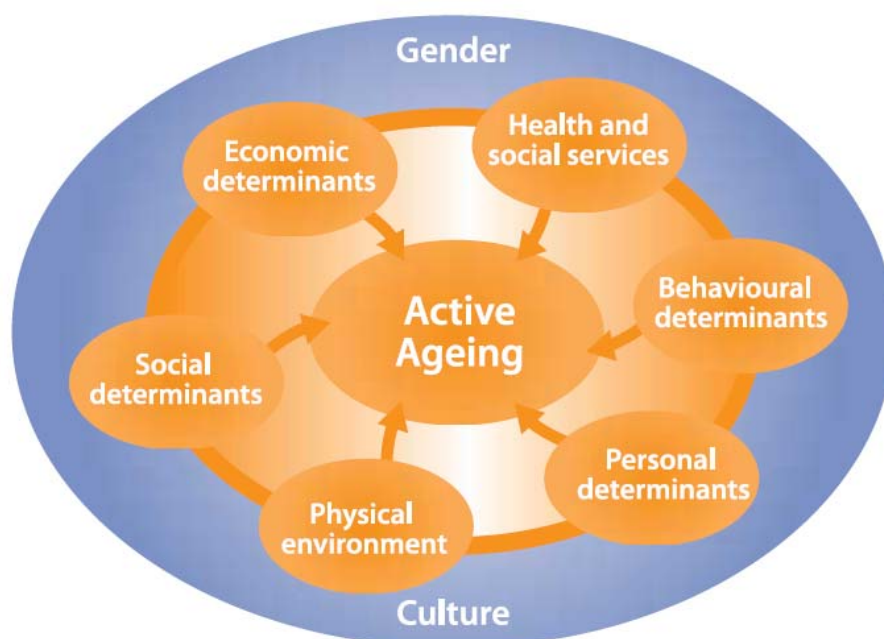 Gender
Economic
determinants
Health and
social services
Behavioural
determinants
Active
Ageing
Social
determinants
Personal
determinants
Physical
environment
Culture